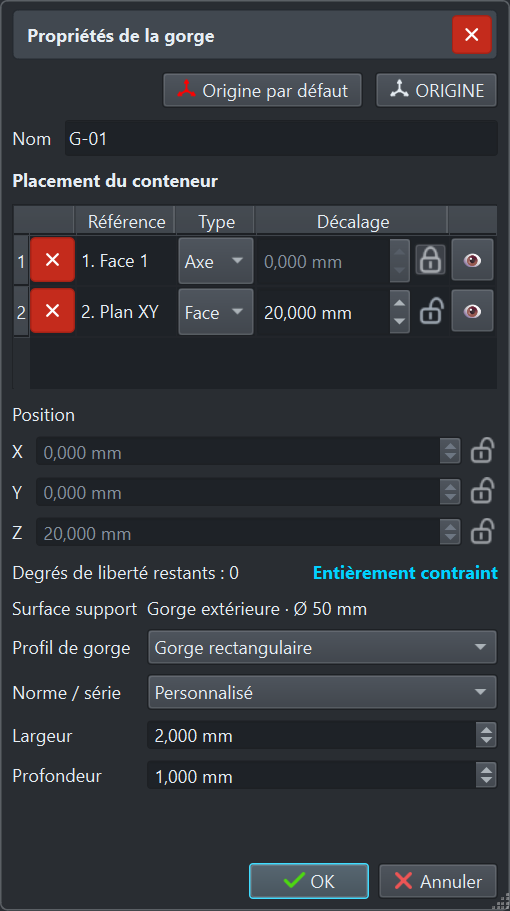 Propriétés de la gorge
Origine par défaut ORIGINE
Nom G-01
Placement du conteneur
Référence Type Décalage
1 1. Face 1 Axe 0,000 mm
2 2. Plan XY Face 20,000 mm
Position
X 0,000 mm
Y 0,000 mm
Z 20,000 mm
Degrés de liberté restants : 0 Entièrement contraint
Surface support Gorge extérieure · Ø 50 mm
Profil de gorge Gorge rectangulaire
Norme / série Personnalisé
Largeur 2,000 mm
Profondeur 1,000 mm
OK Annuler